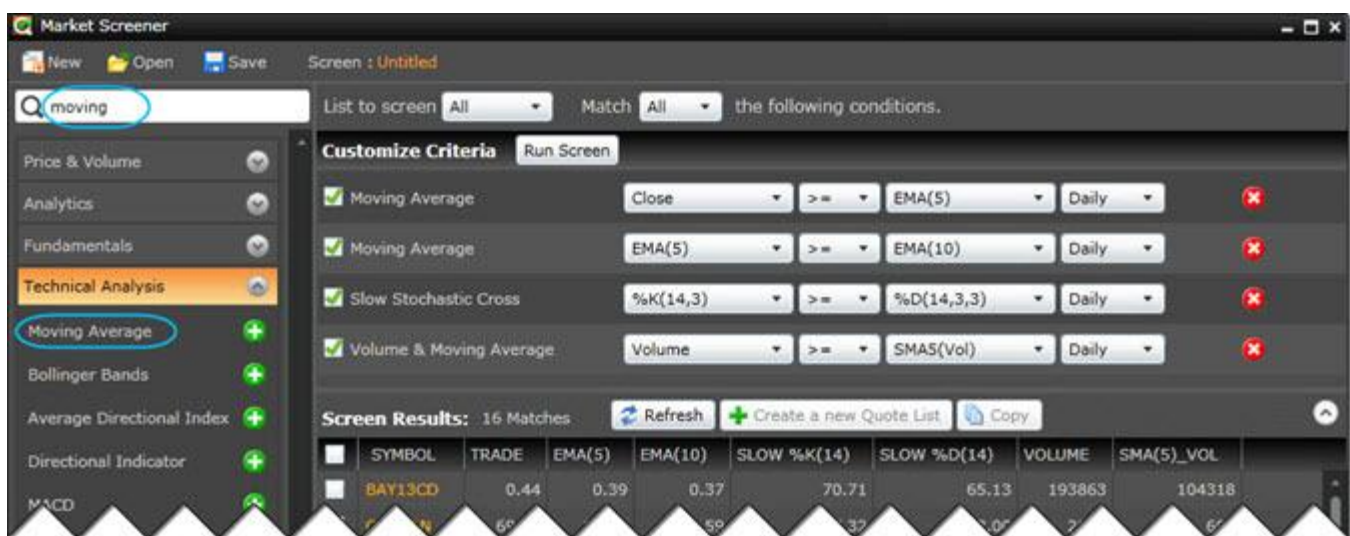 Market Screener
New Open Save Screen : Untitled
moving
List to screen All Match All the following conditions.
Price & Volume
Analytics
Fundamentals
Technical Analysis
Moving Average
Bollinger Bands
Average Directional Index
Directional Indicator
MACD
Customize Criteria Run Screen
Moving Average Close >= EMA(5) Daily
Moving Average EMA(5) >= EMA(10) Daily
Slow Stochastic Cross %K(14,3) >= %D(14,3,3) Daily
Volume & Moving Average Volume >= SMA5(Vol) Daily
Screen Results: 16 Matches Refresh Create a new Quote List Copy
SYMBOL TRADE EMA(5) EMA(10) SLOW %K(14) SLOW %D(14) VOLUME SMA(5)_VOL
BAY13CD 0.44 0.39 0.37 70.71 65.13 193863 104318